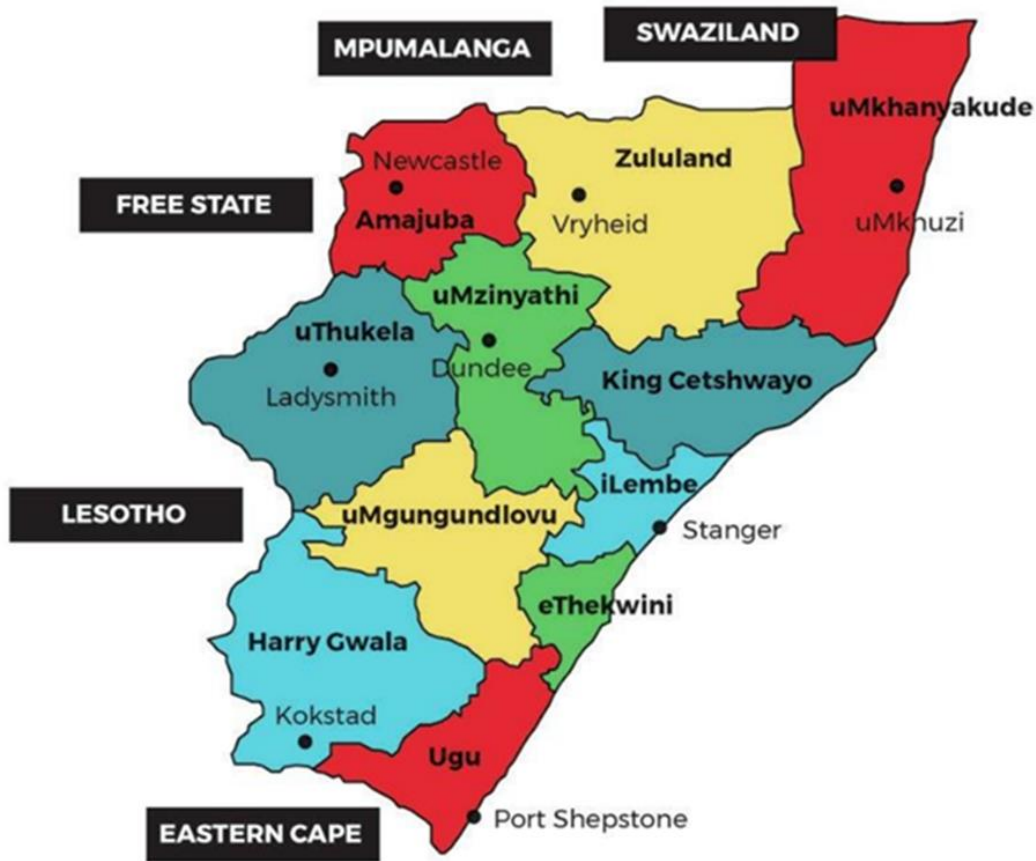 SWAZILAND
MPUMALANGA
uMkhanyakude
Newcastle
Zululand
FREE STATE
Amajuba
Vryheid
uMkhuzi
uMzinyathi
uThukela
Dundee
Ladysmith
King Cetshwayo
iLembe
LESOTHO
uMgungundlovu
Stanger
eThekwini
Harry Gwala
Kokstad
Ugu
Port Shepstone
EASTERN CAPE